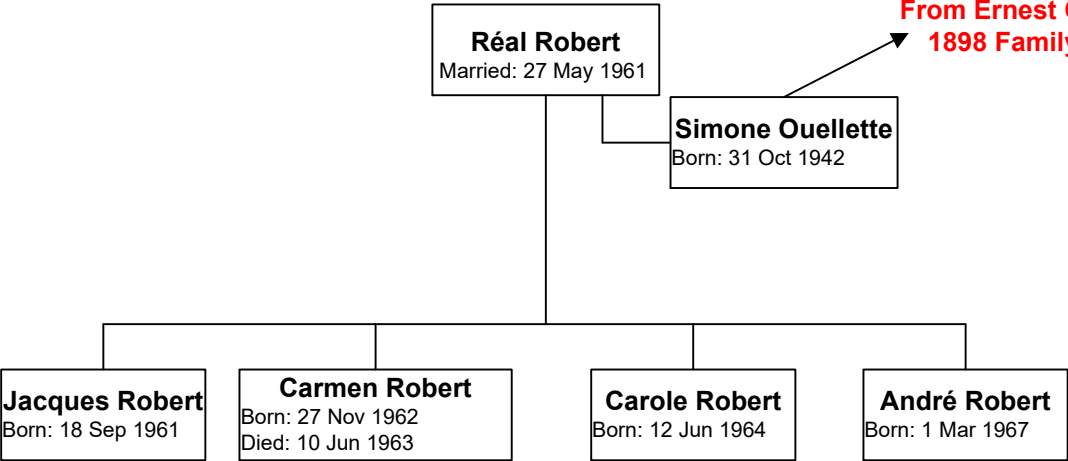 From Ernest
1898 Family
Réal Robert
Married: 27 May 1961
Simone Ouellette
Born: 31 Oct 1942
Jacques Robert
Born: 18 Sep 1961
Carmen Robert
Born: 27 Nov 1962
Died: 10 Jun 1963
Carole Robert
Born: 12 Jun 1964
André Robert
Born: 1 Mar 1967